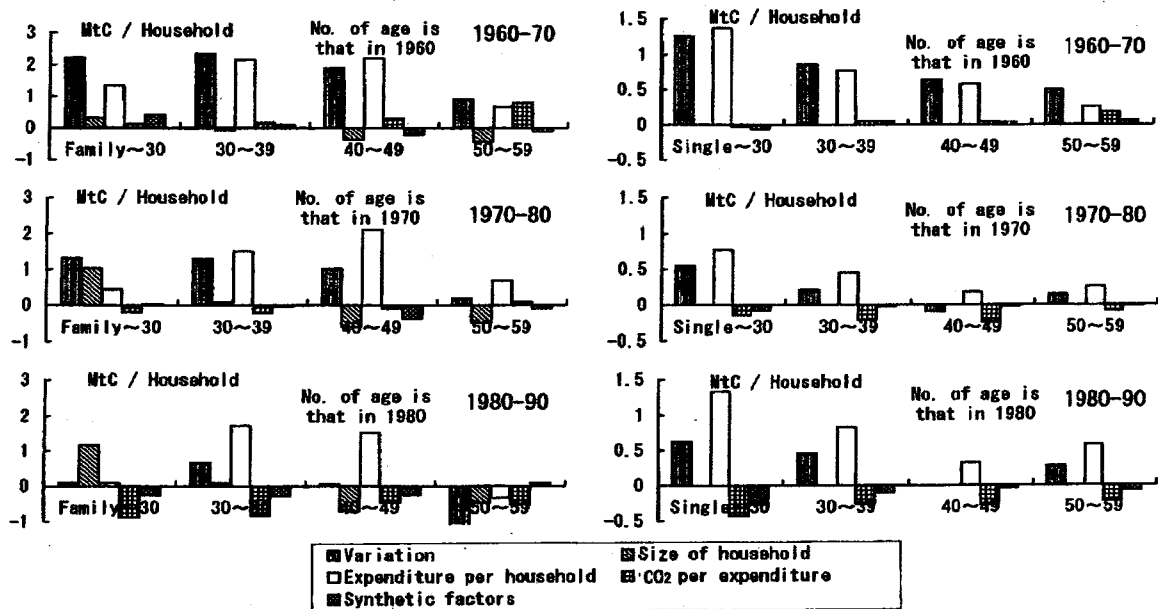 MtC / Household
No. of age is
that in 1960
1960-70
3
2
1
0
-1
Family~30
30~39
40~49
50~59
MtC / Household
No. of age is
that in 1960
1960-70
1.5
1
0.5
0
-0.5
Single~30
30~39
40~49
50~59
MtC / Household
No. of age is
that in 1970
1970-80
3
2
1
0
-1
Family~30
30~39
40~49
50~59
MtC / Household
No. of age is
that in 1970
1970-80
1.5
1
0.5
0
-0.5
Single~30
30~39
40~49
50~59
MtC / Household
No. of age is
that in 1980
1980-90
3
2
1
0
-1
Family~30
30~39
40~49
50~59
MtC / Household
No. of age is
that in 1980
1980-90
1.5
1
0.5
0
-0.5
Single~30
30~39
40~49
50~59
Variation
Size of household
Expenditure per household
CO2 per expenditure
Synthetic factors